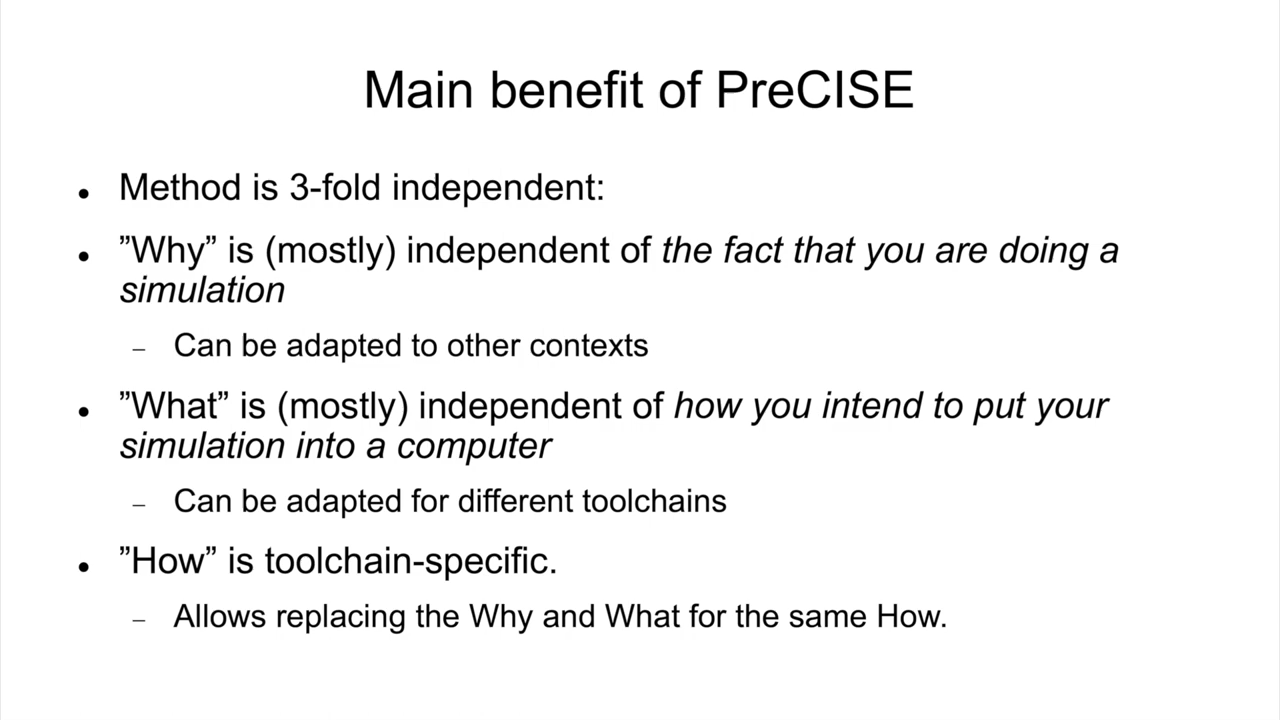 Main benefit of PreCISE
● Method is 3-fold independent:
● ”Why” is (mostly) independent of the fact that you are doing a
simulation
– Can be adapted to other contexts
● ”What” is (mostly) independent of how you intend to put your
simulation into a computer
– Can be adapted for different toolchains
● ”How” is toolchain-specific.
– Allows replacing the Why and What for the same How.